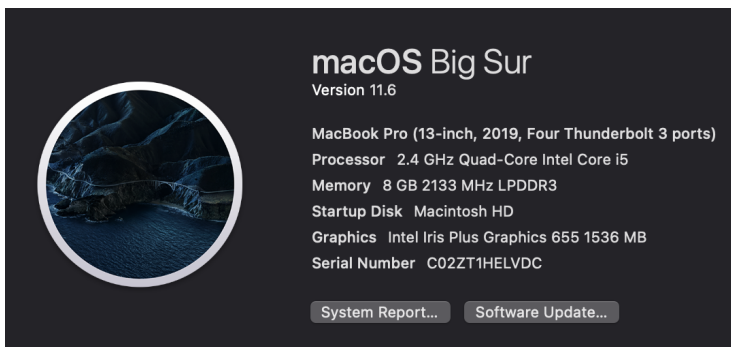 macOS Big Sur
Version 11.6
MacBook Pro (13-inch, 2019, Four Thunderbolt 3 ports)
Processor 2.4 GHz Quad-Core Intel Core i5
Memory 8 GB 2133 MHz LPDDR3
Startup Disk Macintosh HD
Graphics Intel Iris Plus Graphics 655 1536 MB
Serial Number C02ZT1HELVDC
System Report... Software Update...